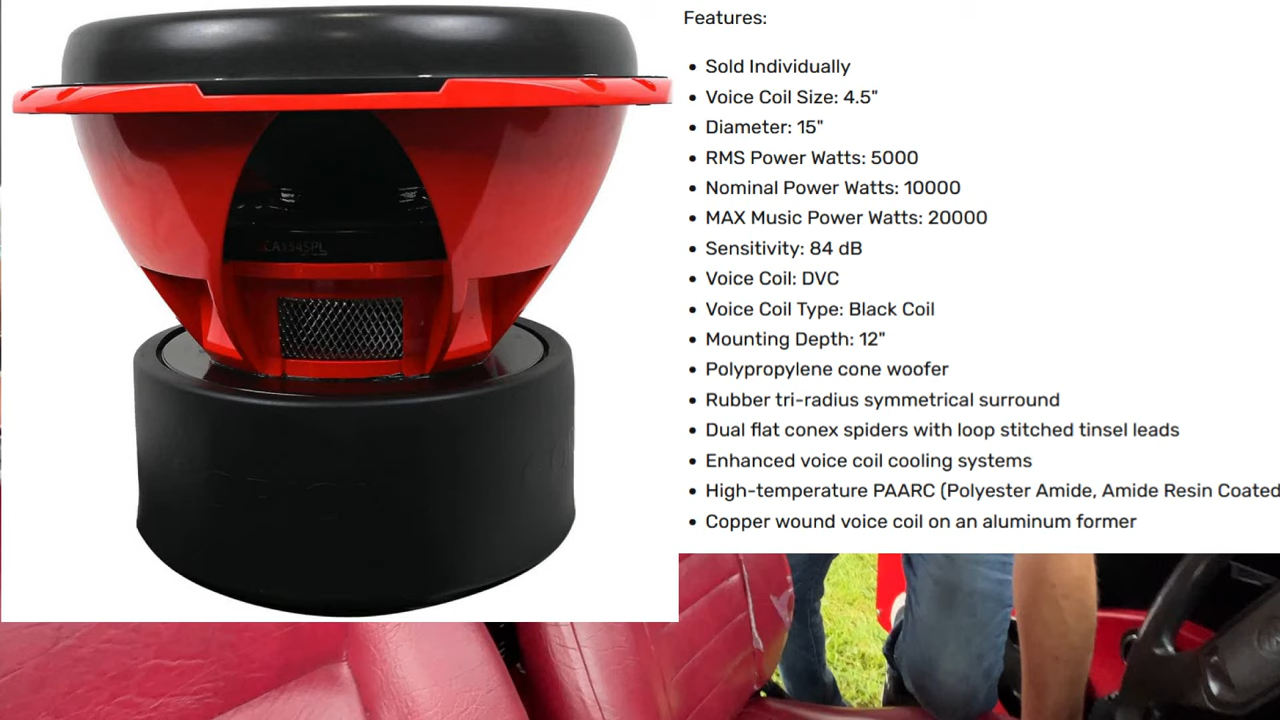 Features:
Sold Individually
Voice Coil Size: 4.5"
Diameter: 15"
RMS Power Watts: 5000
Nominal Power Watts: 10000
MAX Music Power Watts: 20000
Sensitivity: 84 dB
Voice Coil: DVC
Voice Coil Type: Black Coil
Mounting Depth: 12"
Polypropylene cone woofer
Rubber tri-radius symmetrical surround
Dual flat conex spiders with loop stitched tinsel leads
Enhanced voice coil cooling systems
High-temperature PAARC (Polyester Amide, Amide Resin Coated
Copper wound voice coil on an aluminum former